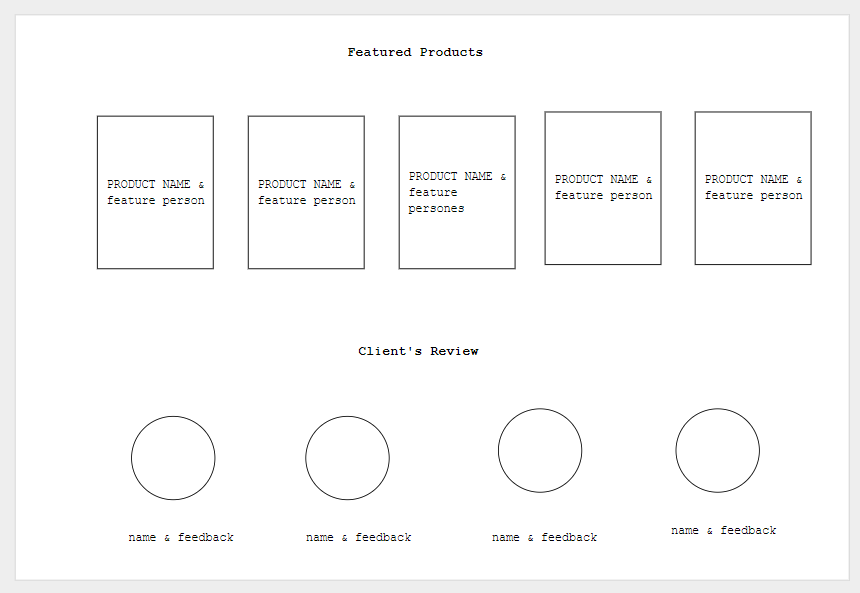 Featured Products
PRODUCT NAME &
feature person
PRODUCT NAME &
feature person
PRODUCT NAME &
feature
persones
PRODUCT NAME &
feature person
PRODUCT NAME &
feature person
Client's Review
name & feedback
name & feedback
name & feedback
name & feedback